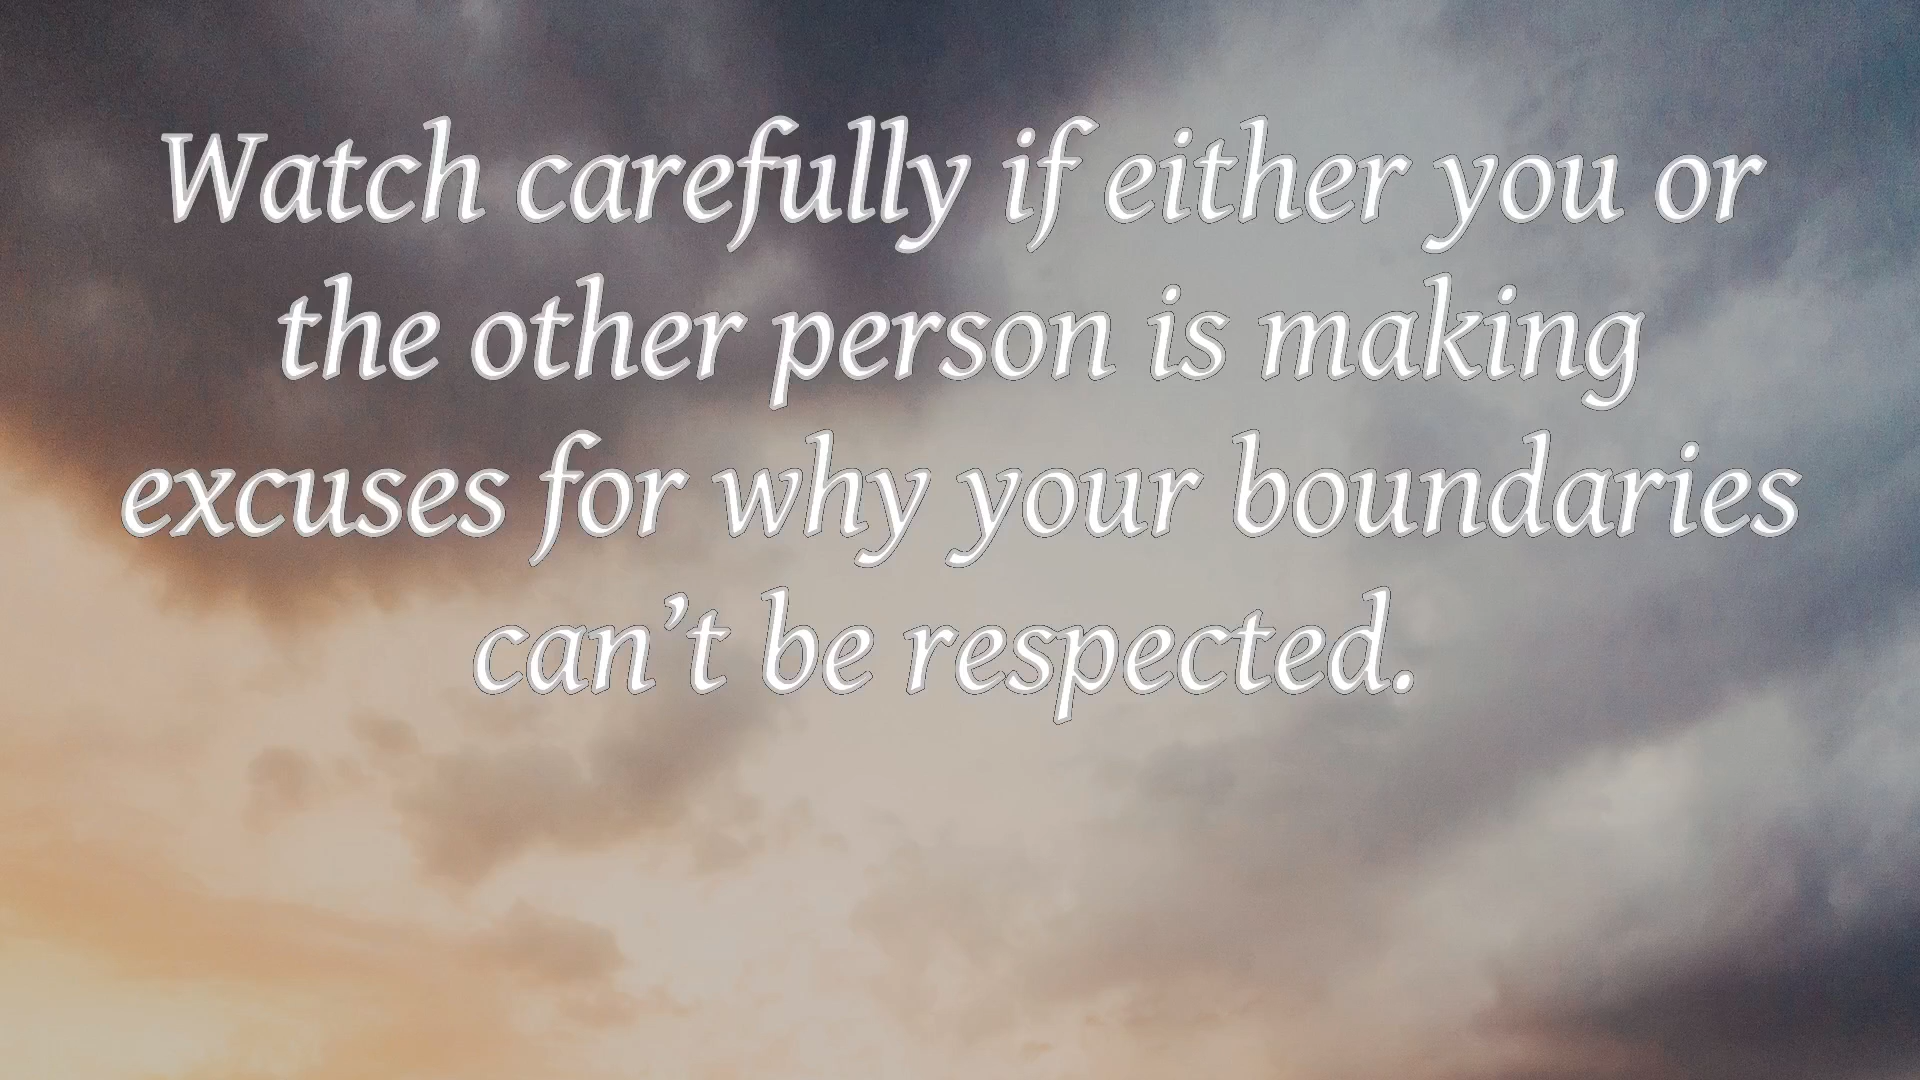 Watch carefully if either you or
the other person is making
excuses for why your boundaries
can’t be respected.